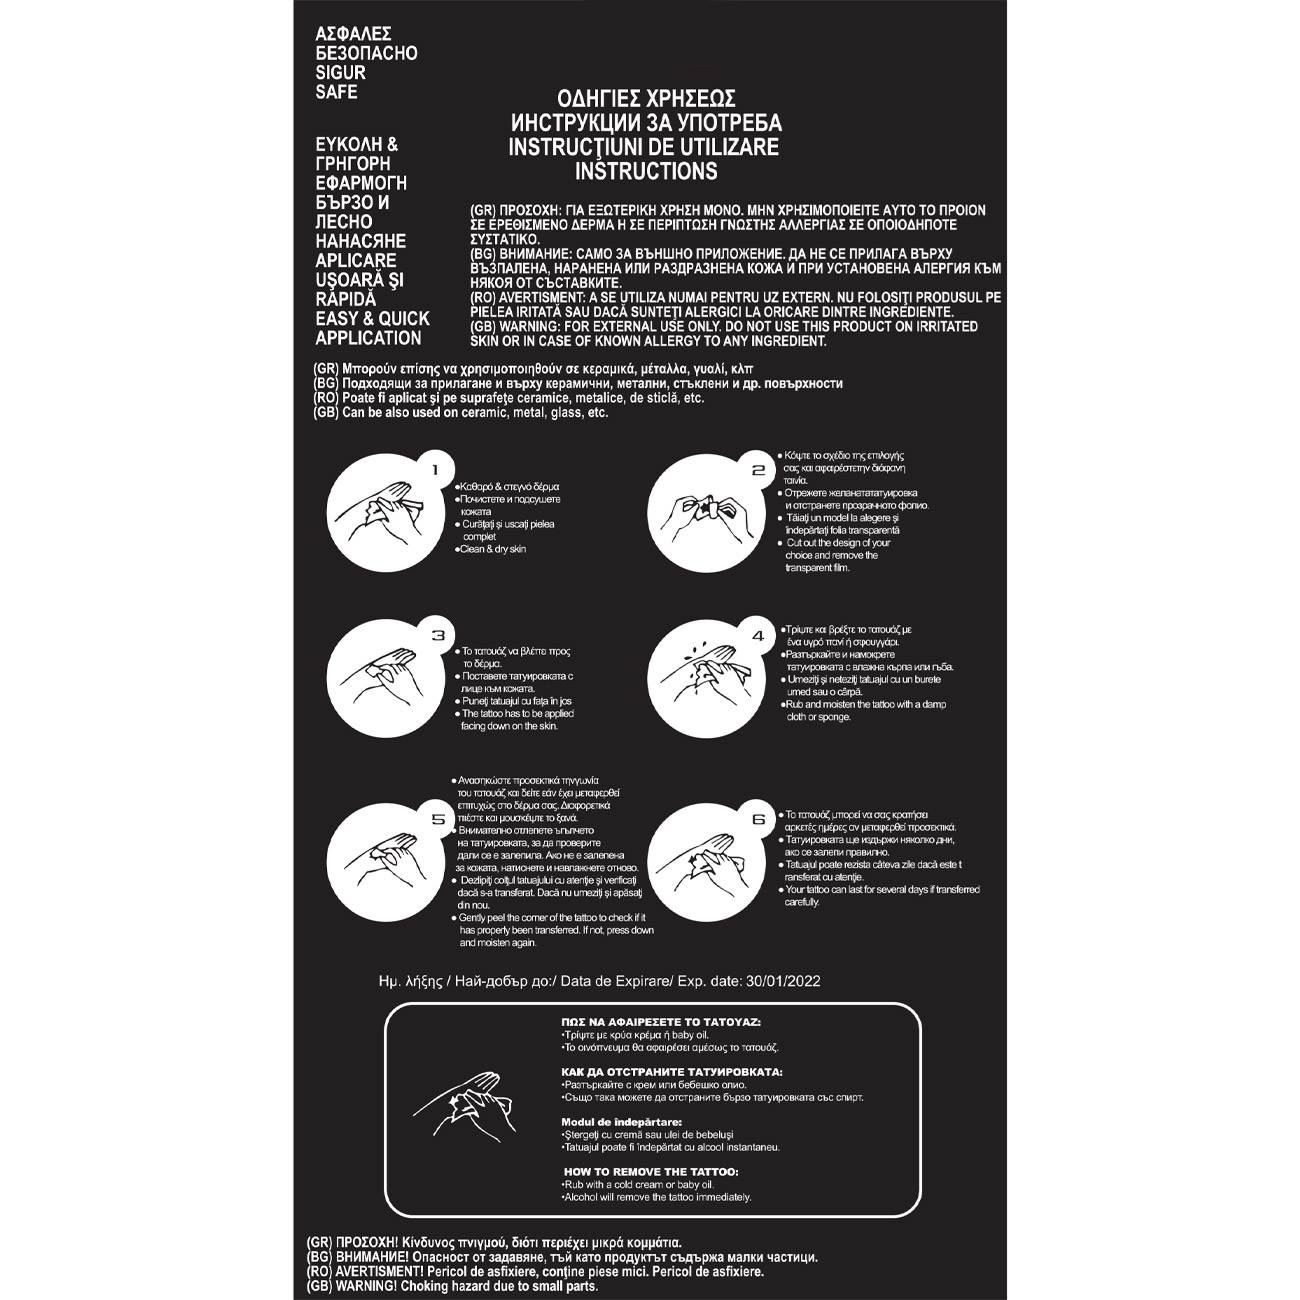 ΑΣΦΑΛΕΣ
БЕЗОПАСНО
SIGUR
SAFE
ΕΥΚΟΛΗ &
ΓΡΗΓΟΡΗ
ΕΦΑΡΜΟΓΗ
БЪРЗО И
ЛЕСНО
НАНАСЯНЕ
APLICARE
UŞOARĂ ŞI
RĂPIDĂ
EASY & QUICK
APPLICATION
ΟΔΗΓΙΕΣ ΧΡΗΣΕΩΣ
ИНСТРУКЦИИ ЗА УПОТРЕБА
INSTRUCŢIUNI DE UTILIZARE
INSTRUCTIONS
(GR) ΠΡΟΣΟΧΗ: ΓΙΑ ΕΞΩΤΕΡΙΚΗ ΧΡΗΣΗ ΜΟΝΟ. ΜΗΝ ΧΡΗΣΙΜΟΠΟΙΕΙΤΕ ΑΥΤΟ ΤΟ ΠΡΟΙΟΝ
ΣΕ ΕΡΕΘΙΣΜΕΝΟ ΔΕΡΜΑ Η ΣΕ ΠΕΡΙΠΤΩΣΗ ΓΝΩΣΤΗΣ ΑΛΛΕΡΓΙΑΣ ΣΕ ΟΠΟΙΟΔΗΠΟΤΕ
ΣΥΣΤΑΤΙΚΟ.
(BG) ВНИМАНИЕ: САМО ЗА ВЪНШНО ПРИЛОЖЕНИЕ. ДА НЕ СЕ ПРИЛАГА ВЪРХУ
ВЪЗПАЛЕНА, НАРАНЕНА ИЛИ РАЗДРАЗНЕНА КОЖА И ПРИ УСТАНОВЕНА АЛЕРГИЯ КЪМ
НЯКОЯ ОТ СЪСТАВКИТЕ.
(RO) AVERTISMENT: A SE UTILIZA NUMAI PENTRU UZ EXTERN. NU FOLOSIŢI PRODUSUL PE
PIELEA IRITATĂ SAU DACĂ SUNTEŢI ALERGICI LA ORICARE DINTRE INGREDIENTE.
(GB) WARNING: FOR EXTERNAL USE ONLY. DO NOT USE THIS PRODUCT ON IRRITATED
SKIN OR IN CASE OF KNOWN ALLERGY TO ANY INGREDIENT.
(GR) Μπορούν επίσης να χρησιμοποιηθούν σε κεραμικά, μέταλλα, γυαλί, κλπ
(BG) Подходящи за прилагане и върху керамични, метални, стъклени и др. повърхности
(RO) Poate fi aplicat şi pe suprafeţe ceramice, metalice, de sticlă, etc.
(GB) Can be also used on ceramic, metal, glass, etc.
1
●Καθαρό & στεγνό δέρμα
●Почистете и подсушете
кожата
● Curăţaţi şi uscaţi pielea
complet
●Clean & dry skin
2
● Κόψτε το σχέδιο της επιλογής
σας και αφαιρέστετην διάφανη
ταινία.
● Отрежете желанататутуировка
и отстранете прозрачното фолио.
● Tăiaţi un model la alegere şi
îndepărtaţi folia transparentă
● Cut out the design of your
choice and remove the
transparent film.
3
● Το τατουάζ να βλέπει προς
το δέρμα.
● Поставете татуировката с
лице към кожата.
● Puneţi tatuajul cu faţa în jos
● The tattoo has to be applied
facing down on the skin.
4
●Τρίψτε και βρέξτε το τατουάζ με
ένα υγρό πανί ή σφουγγάρι.
●Разтъркайте и намокрете
татуировката с влажна кърпа или гъба.
● Umeziţi şi neteziţi tatuajul cu un burete
umed sau o cârpă.
●Rub and moisten the tattoo with a damp
cloth or sponge.
5
● Ανασηκώστε προσεκτικά τηνγωνία
του τατουάζ και δείτε εάν έχει μεταφερθεί
επιτυχώς στο δέρμα σας. Διαφορετικά
πιέστε και μουσκέψτε το ξανά.
● Внимателно отлепете ъгълчето
на татуировката, за да проверите
дали се е залепила. Ако не е залепена
за кожата, натиснете и навлажнете отново.
● Dezlipiţi colţul tatuajului cu atenţie şi verificaţi
dacă s-a transferat. Dacă nu umeziţi şi apăsaţi
din nou.
● Gently peel the corner of the tattoo to check if it
has properly been transferred. If not, press down
and moisten again.
6
● Το τατουάζ μπορεί να σας κρατήσει
αρκετές ημέρες αν μεταφερθεί προσεκτικά.
● Татуировката ще издържи няколко дни,
ако се залепи правилно.
● Tatuajul poate rezista câteva zile dacă este t
ransferat cu atenţie.
● Your tattoo can last for several days if transferred
carefully.
Ημ. λήξης / Най-добър до:/ Data de Expirare/ Exp. date: 30/01/2022
ΠΩΣ ΝΑ ΑΦΑΙΡΕΣΕΤΕ ΤΟ ΤΑΤΟΥΑΖ:
•Τρίψτε με κρύα κρέμα ή baby oil.
•Το οινόπνευμα θα αφαιρέσει αμέσως το τατουάζ.
КАК ДА ОТСТРАНИТЕ ТАТУИРОВКАТА:
•Разтъркайте с крем или бебешко олио.
•Също така можете да отстраните бързо татуировката със спирт.
Modul de îndepărtare:
•Ştergeţi cu cremă sau ulei de bebeluşi
•Tatuajul poate fi îndepărtat cu alcool instantaneu.
HOW TO REMOVE THE TATTOO:
•Rub with a cold cream or baby oil.
•Alcohol will remove the tattoo immediately.
(GR) ΠΡΟΣΟΧΗ! Κίνδυνος πνιγμού, διότι περιέχει μικρά κομμάτια.
(BG) ВНИМАНИЕ! Опасност от задавяне, тъй като продуктът съдържа малки частици.
(RO) AVERTISMENT! Pericol de asfixiere, conţine piese mici. Pericol de asfixiere.
(GB) WARNING! Choking hazard due to small parts.